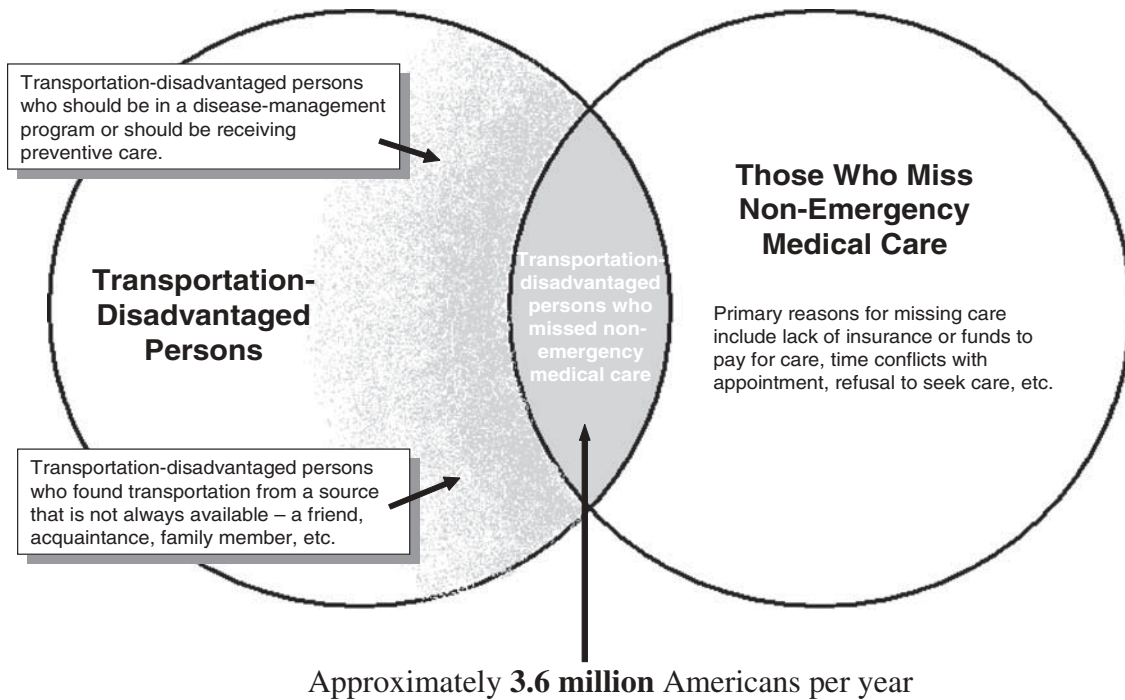 Transportation-disadvantaged persons
who should be in a disease-management
program or should be receiving
preventive care.
Transportation-
Disadvantaged
Persons
Transportation-disadvantaged persons
who found transportation from a source
that is not always available – a friend,
acquaintance, family member, etc.
Transportation-
disadvantaged
persons who
missed non-
emergency
medical care
Those Who Miss
Non-Emergency
Medical Care
Primary reasons for missing care
include lack of insurance or funds to
pay for care, time conflicts with
appointment, refusal to seek care, etc.
Approximately 3.6 million Americans per year